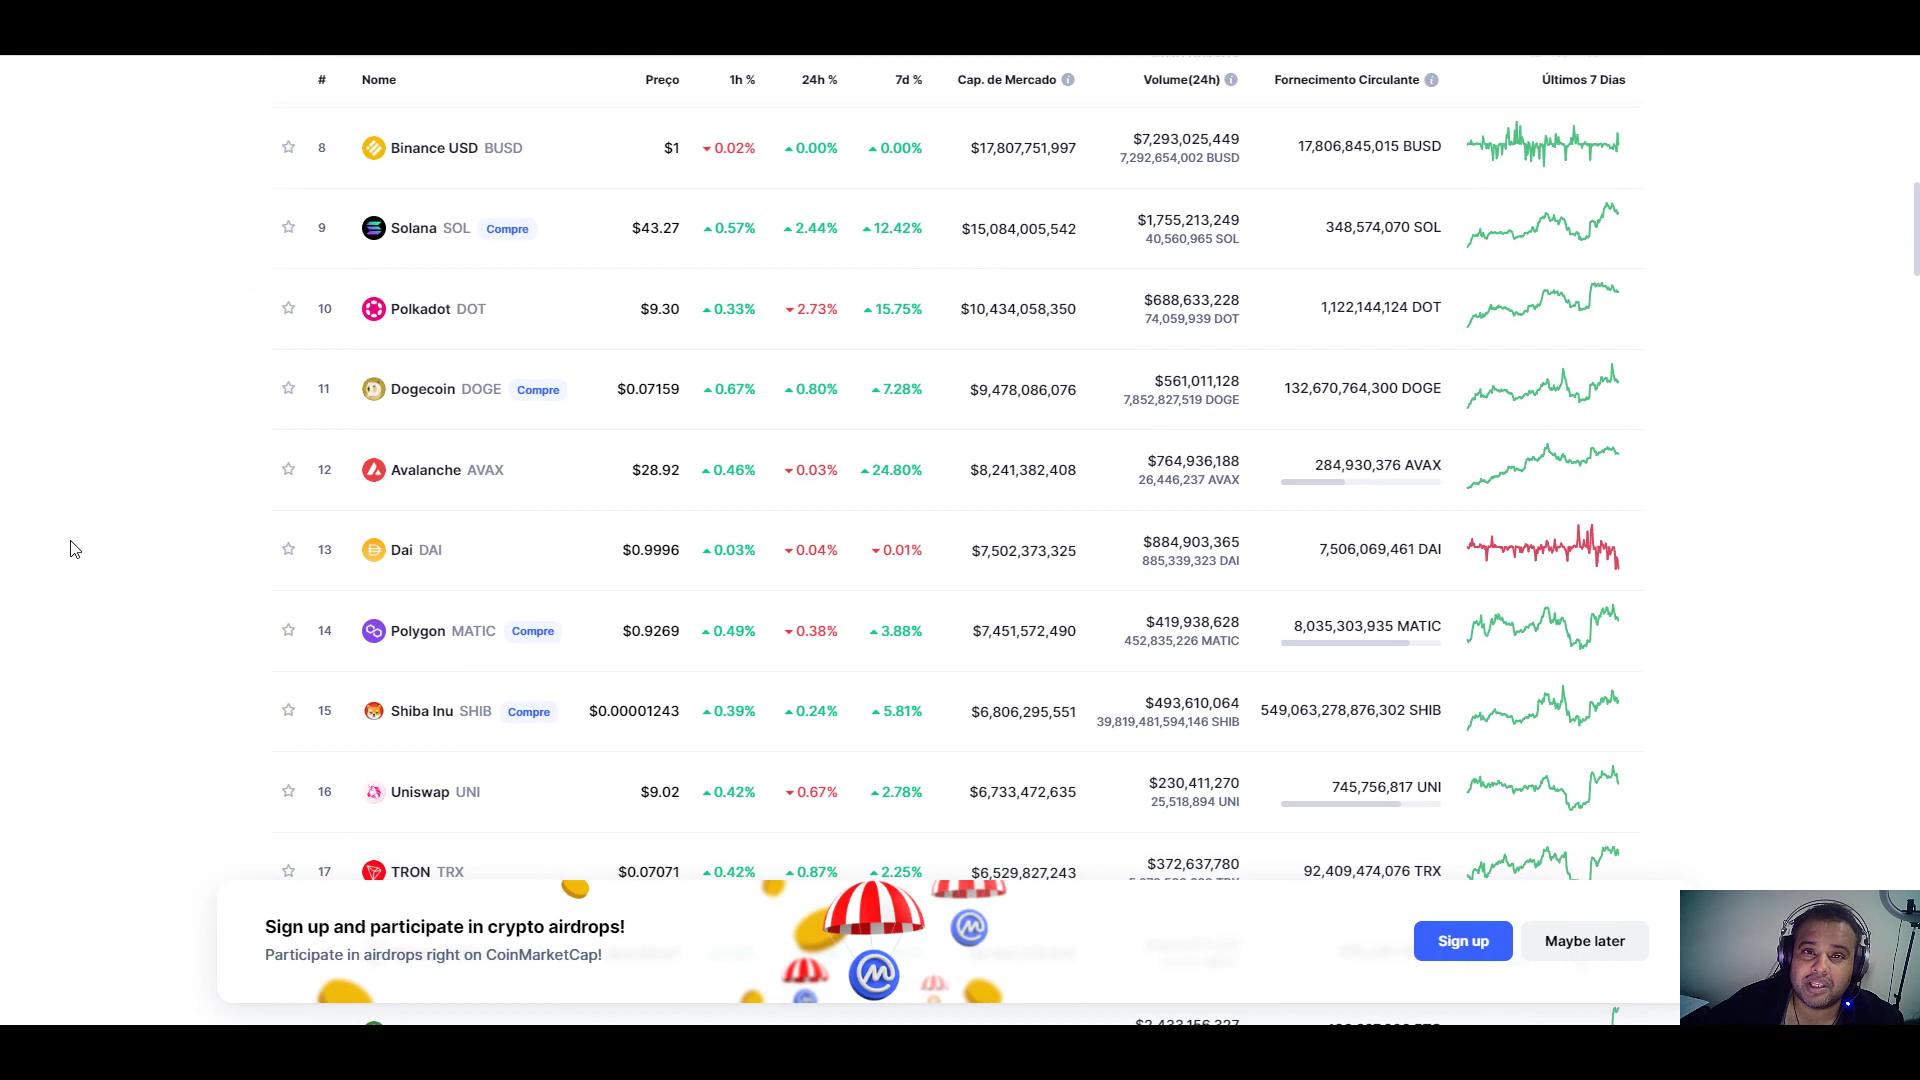 # Nome Preço 1h % 24h % 7d % Cap. de Mercado Volume(24h) Fornecimento Circulante Últimos 7 Dias
8 Binance USD BUSD $1 0.02% 0.00% 0.00% $17,807,751,997 $7,293,025,449 17,806,845,015 BUSD
7,292,654,002 BUSD
9 Solana SOL Compre $43.27 0.57% 2.44% 12.42% $15,084,005,542 $1,755,213,249 348,574,070 SOL
40,560,965 SOL
10 Polkadot DOT $9.30 0.33% 2.73% 15.75% $10,434,058,350 $688,633,228 1,122,144,124 DOT
74,059,939 DOT
11 Dogecoin DOGE Compre $0.07159 0.67% 0.80% 7.28% $9,478,086,076 $561,011,128 132,670,764,300 DOGE
7,852,827,519 DOGE
12 Avalanche AVAX $28.92 0.46% 0.03% 24.80% $8,241,382,408 $764,936,188 284,930,376 AVAX
26,446,237 AVAX
13 Dai DAI $0.9996 0.03% 0.04% 0.01% $7,502,373,325 $884,903,365 7,506,069,461 DAI
885,339,323 DAI
14 Polygon MATIC Compre $0.9269 0.49% 0.38% 3.88% $7,451,572,490 $419,938,628 8,035,303,935 MATIC
452,835,226 MATIC
15 Shiba Inu SHIB Compre $0.00001243 0.39% 0.24% 5.81% $6,806,295,551 $493,610,064 549,063,278,876,302 SHIB
39,819,481,594,146 SHIB
16 Uniswap UNI $9.02 0.42% 0.67% 2.78% $6,733,472,635 $230,411,270 745,756,817 UNI
25,518,894 UNI
17 TRON TRX $0.07071 0.42% 0.87% 2.25% $6,529,827,243 $372,637,780 92,409,474,076 TRX
Sign up and participate in crypto airdrops!
Participate in airdrops right on CoinMarketCap!
Sign up
Maybe later